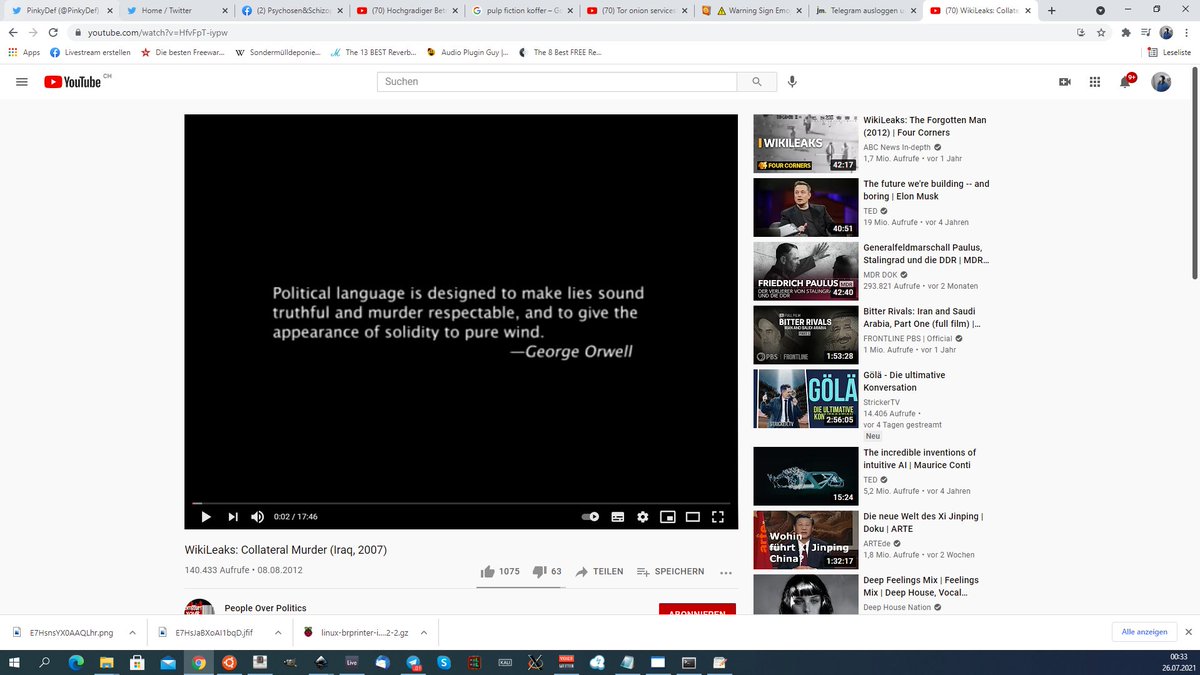 PinkyDef (@PinkyDef) /
Home / Twitter
(2) Psychosen&Schizo
(70) Hochgradiger Bet
pulp fiction koffer – G
(70) Tor onion services
Warning Sign Emo
jm. Telegram ausloggen u
(70) WikiLeaks: Collate
youtube.com/watch?v=HfvFpT-iypw
Apps
Livestream erstellen
Die besten Freewar...
Sondermülldeponie...
The 13 BEST Reverb...
Audio Plugin Guy |...
The 8 Best FREE Re...
Leseliste
YouTube CH
Suchen
9+
Political language is designed to make lies sound
truthful and murder respectable, and to give the
appearance of solidity to pure wind.
—George Orwell
0:02 / 17:46
WikiLeaks: Collateral Murder (Iraq, 2007)
140.433 Aufrufe • 08.08.2012
1075
63
TEILEN
SPEICHERN
People Over Politics
ABONNIEREN
WIKILEAKS
FOUR CORNERS
42:17
WikiLeaks: The Forgotten Man
(2012) | Four Corners
ABC News In-depth
1,7 Mio. Aufrufe • vor 1 Jahr
40:51
The future we're building -- and
boring | Elon Musk
TED
19 Mio. Aufrufe • vor 4 Jahren
FRIEDRICH PAULUS
DER VERLIERER VON STALINGRAD
UND DIE DDR
42:40
Generalfeldmarschall Paulus,
Stalingrad und die DDR | MDR...
MDR DOK
293.821 Aufrufe • vor 2 Monaten
BITTER RIVALS
IRAN AND SAUDI ARABIA
PBS | FRONTLINE
1:53:28
Bitter Rivals: Iran and Saudi
Arabia, Part One (full film) |...
FRONTLINE PBS | Official
1 Mio. Aufrufe • vor 1 Jahr
GÖLÄ
DIE ULTIMATIVE
STRICKERTV
2:56:05
Gölä - Die ultimative
Konversation
StrickerTV
14.406 Aufrufe •
vor 4 Tagen gestreamt
Neu
15:24
The incredible inventions of
intuitive AI | Maurice Conti
TED
5,2 Mio. Aufrufe • vor 4 Jahren
arte
Wohin
führt Xi Jinping
China?
1:32:17
Die neue Welt des Xi Jinping |
Doku | ARTE
ARTEde
1,8 Mio. Aufrufe • vor 2 Wochen
Deep Feelings Mix | Feelings
Mix | Deep House, Vocal...
Deep House Nation
E7HsnsYX0AAQLhr.png
E7HsJaBXoAI1bqD.jfif
linux-brprinter-i....2-2.gz
Alle anzeigen
Live
KALI
00:33
26.07.2021